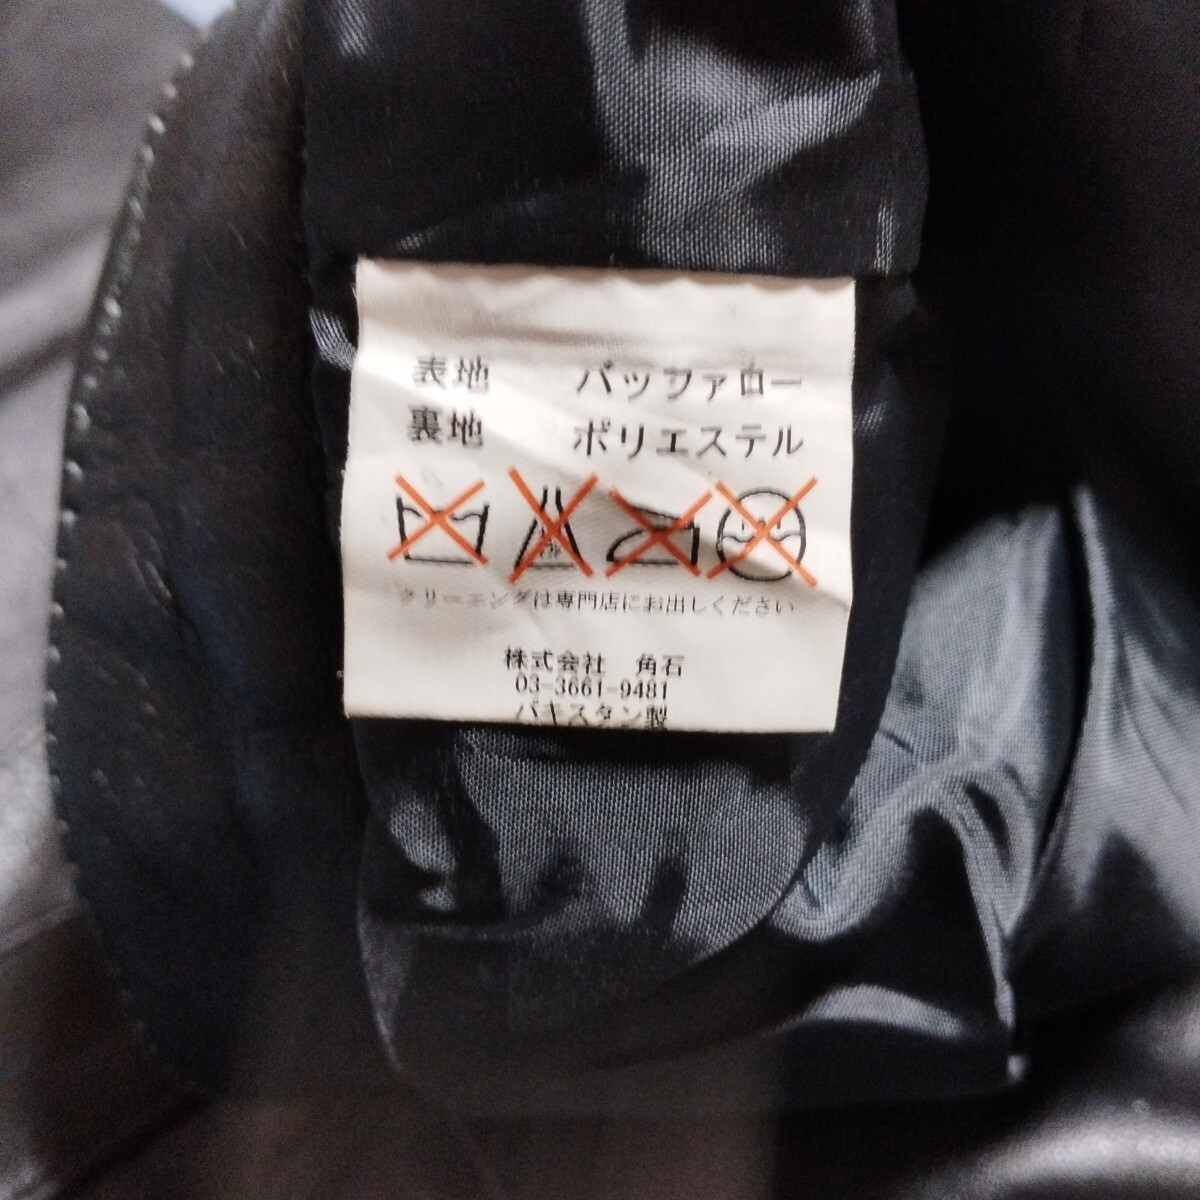 表地 バッファロー
裏地 ポリエステル
クリーニングは専門店にお出しください
株式会社 角石
03-3661-9481
パキスタン製